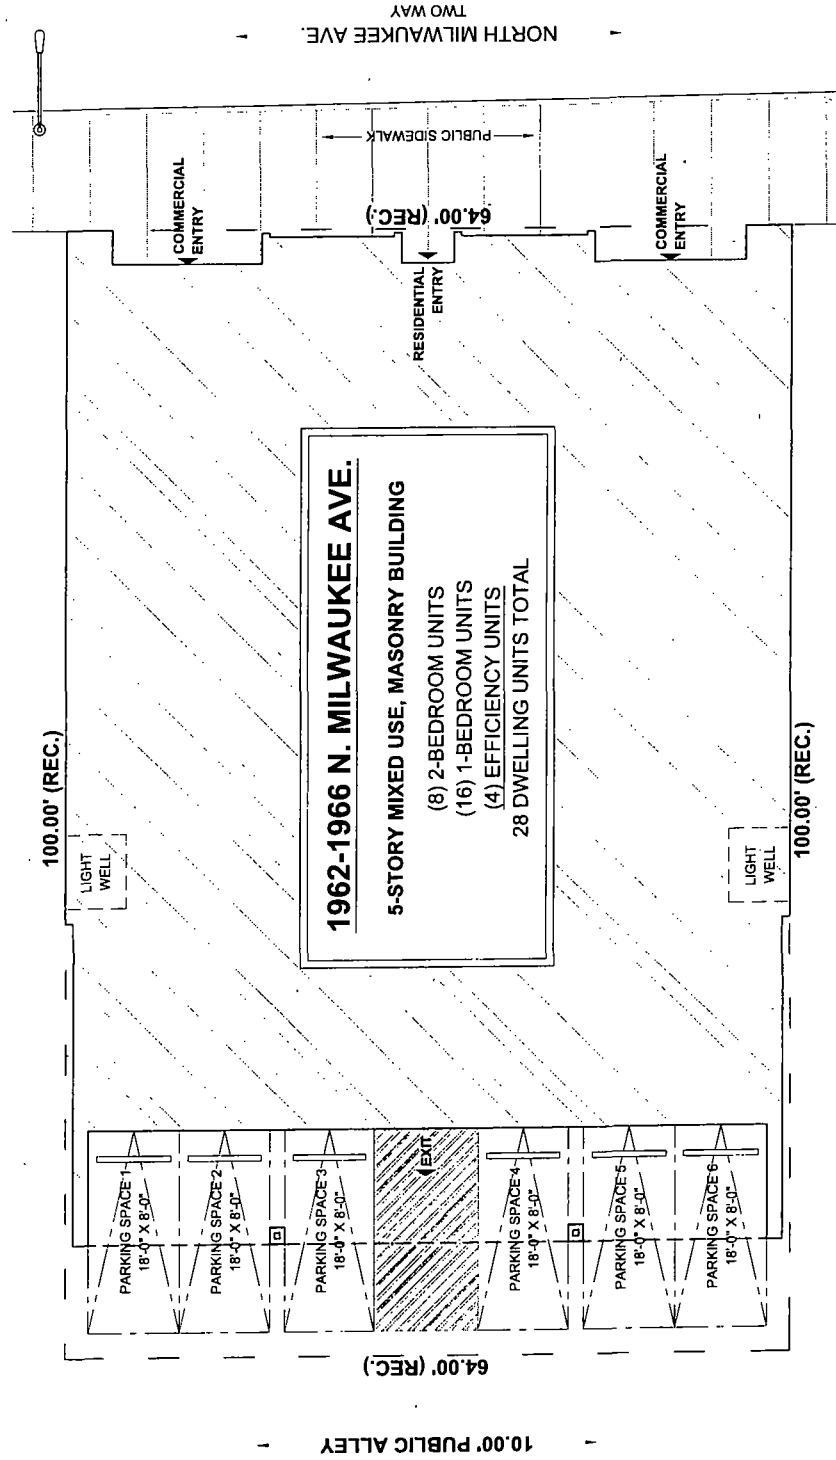 NORTH MILWAUKEE AVE.
TWO WAY
PUBLIC SIDEWALK
64.00' (REC.)
COMMERCIAL
ENTRY
RESIDENTIAL
ENTRY
COMMERCIAL
ENTRY
1962-1966 N. MILWAUKEE AVE.
5-STORY MIXED USE, MASONRY BUILDING
(8) 2-BEDROOM UNITS
(16) 1-BEDROOM UNITS
(4) EFFICIENCY UNITS
28 DWELLING UNITS TOTAL
100.00' (REC.)
LIGHT
WELL
100.00' (REC.)
LIGHT
WELL
PARKING SPACE 1
18'-0" X 8'-0"
PARKING SPACE 2
18'-0" X 8'-0"
PARKING SPACE 3
18'-0" X 8'-0"
EXIT
PARKING SPACE 4
18'-0" X 8'-0"
PARKING SPACE 5
18'-0" X 8'-0"
PARKING SPACE 6
18'-0" X 8'-0"
64.00' (REC.)
10.00' PUBLIC ALLEY